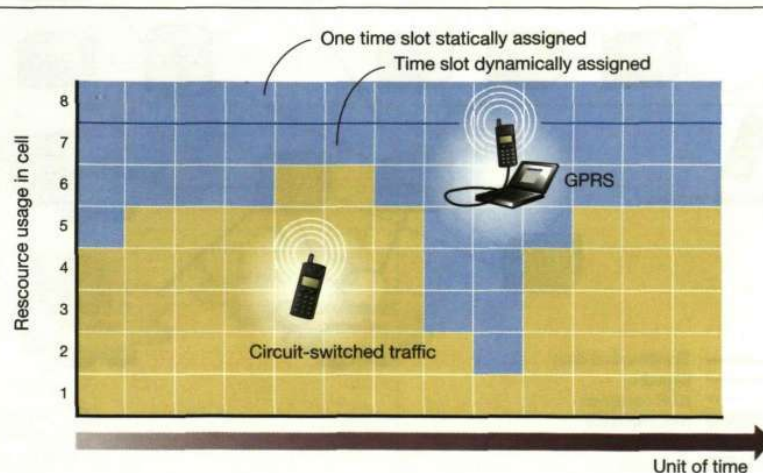 One time slot statically assigned
Time slot dynamically assigned
Rescource usage in cell
8
7
6
5
4
3
2
1
GPRS
Circuit-switched traffic
Unit of time